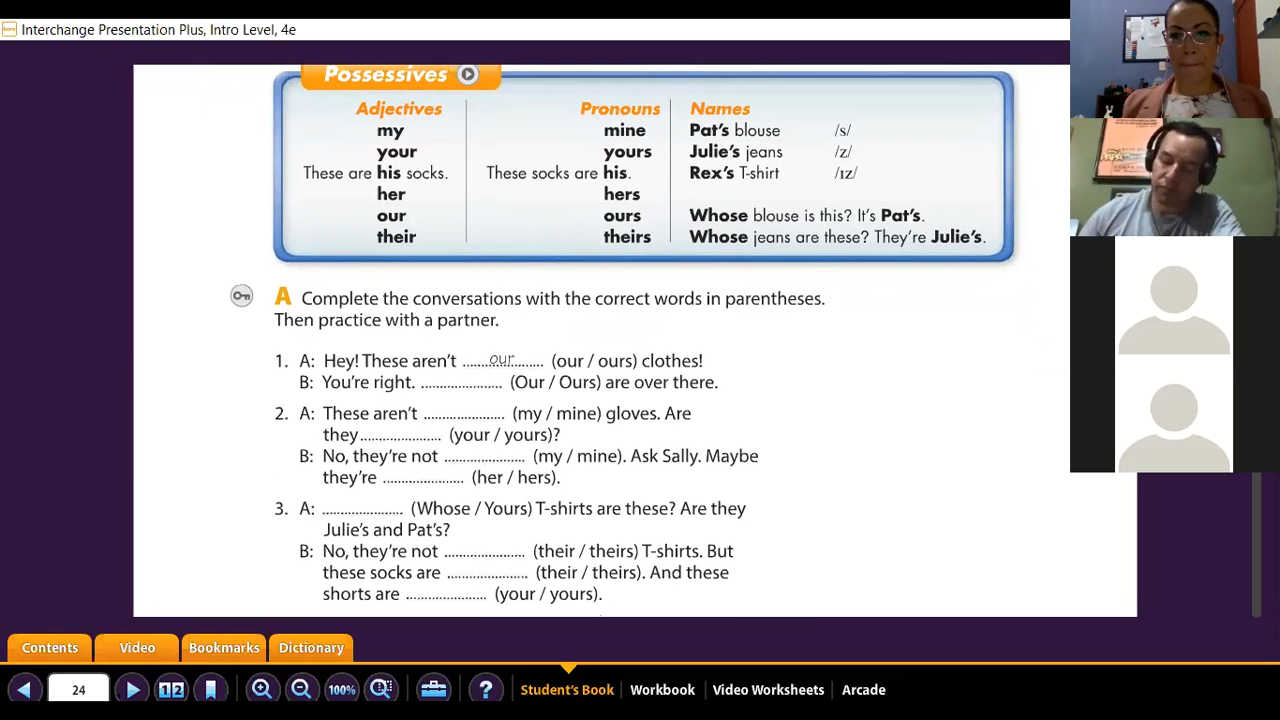 Interchange Presentation Plus, Intro Level, 4e
Possessives
Adjectives Pronouns Names
my mine Pat's blouse /s/
your yours Julie's jeans /z/
These are his socks. These socks are his. Rex's T-shirt /ɪz/
her hers
our ours Whose blouse is this? It's Pat's.
their theirs Whose jeans are these? They're Julie's.
A Complete the conversations with the correct words in parentheses.
Then practice with a partner.
1. A: Hey! These aren't ........our........ (our / ours) clothes!
B: You're right. ..................... (Our / Ours) are over there.
2. A: These aren't ..................... (my / mine) gloves. Are
they..................... (your / yours)?
B: No, they're not ..................... (my / mine). Ask Sally. Maybe
they're ..................... (her / hers).
3. A: ..................... (Whose / Yours) T-shirts are these? Are they
Julie's and Pat's?
B: No, they're not ..................... (their / theirs) T-shirts. But
these socks are ..................... (their / theirs). And these
shorts are ..................... (your / yours).
Contents Video Bookmarks Dictionary
24 12 100% ? Student's Book Workbook Video Worksheets Arcade